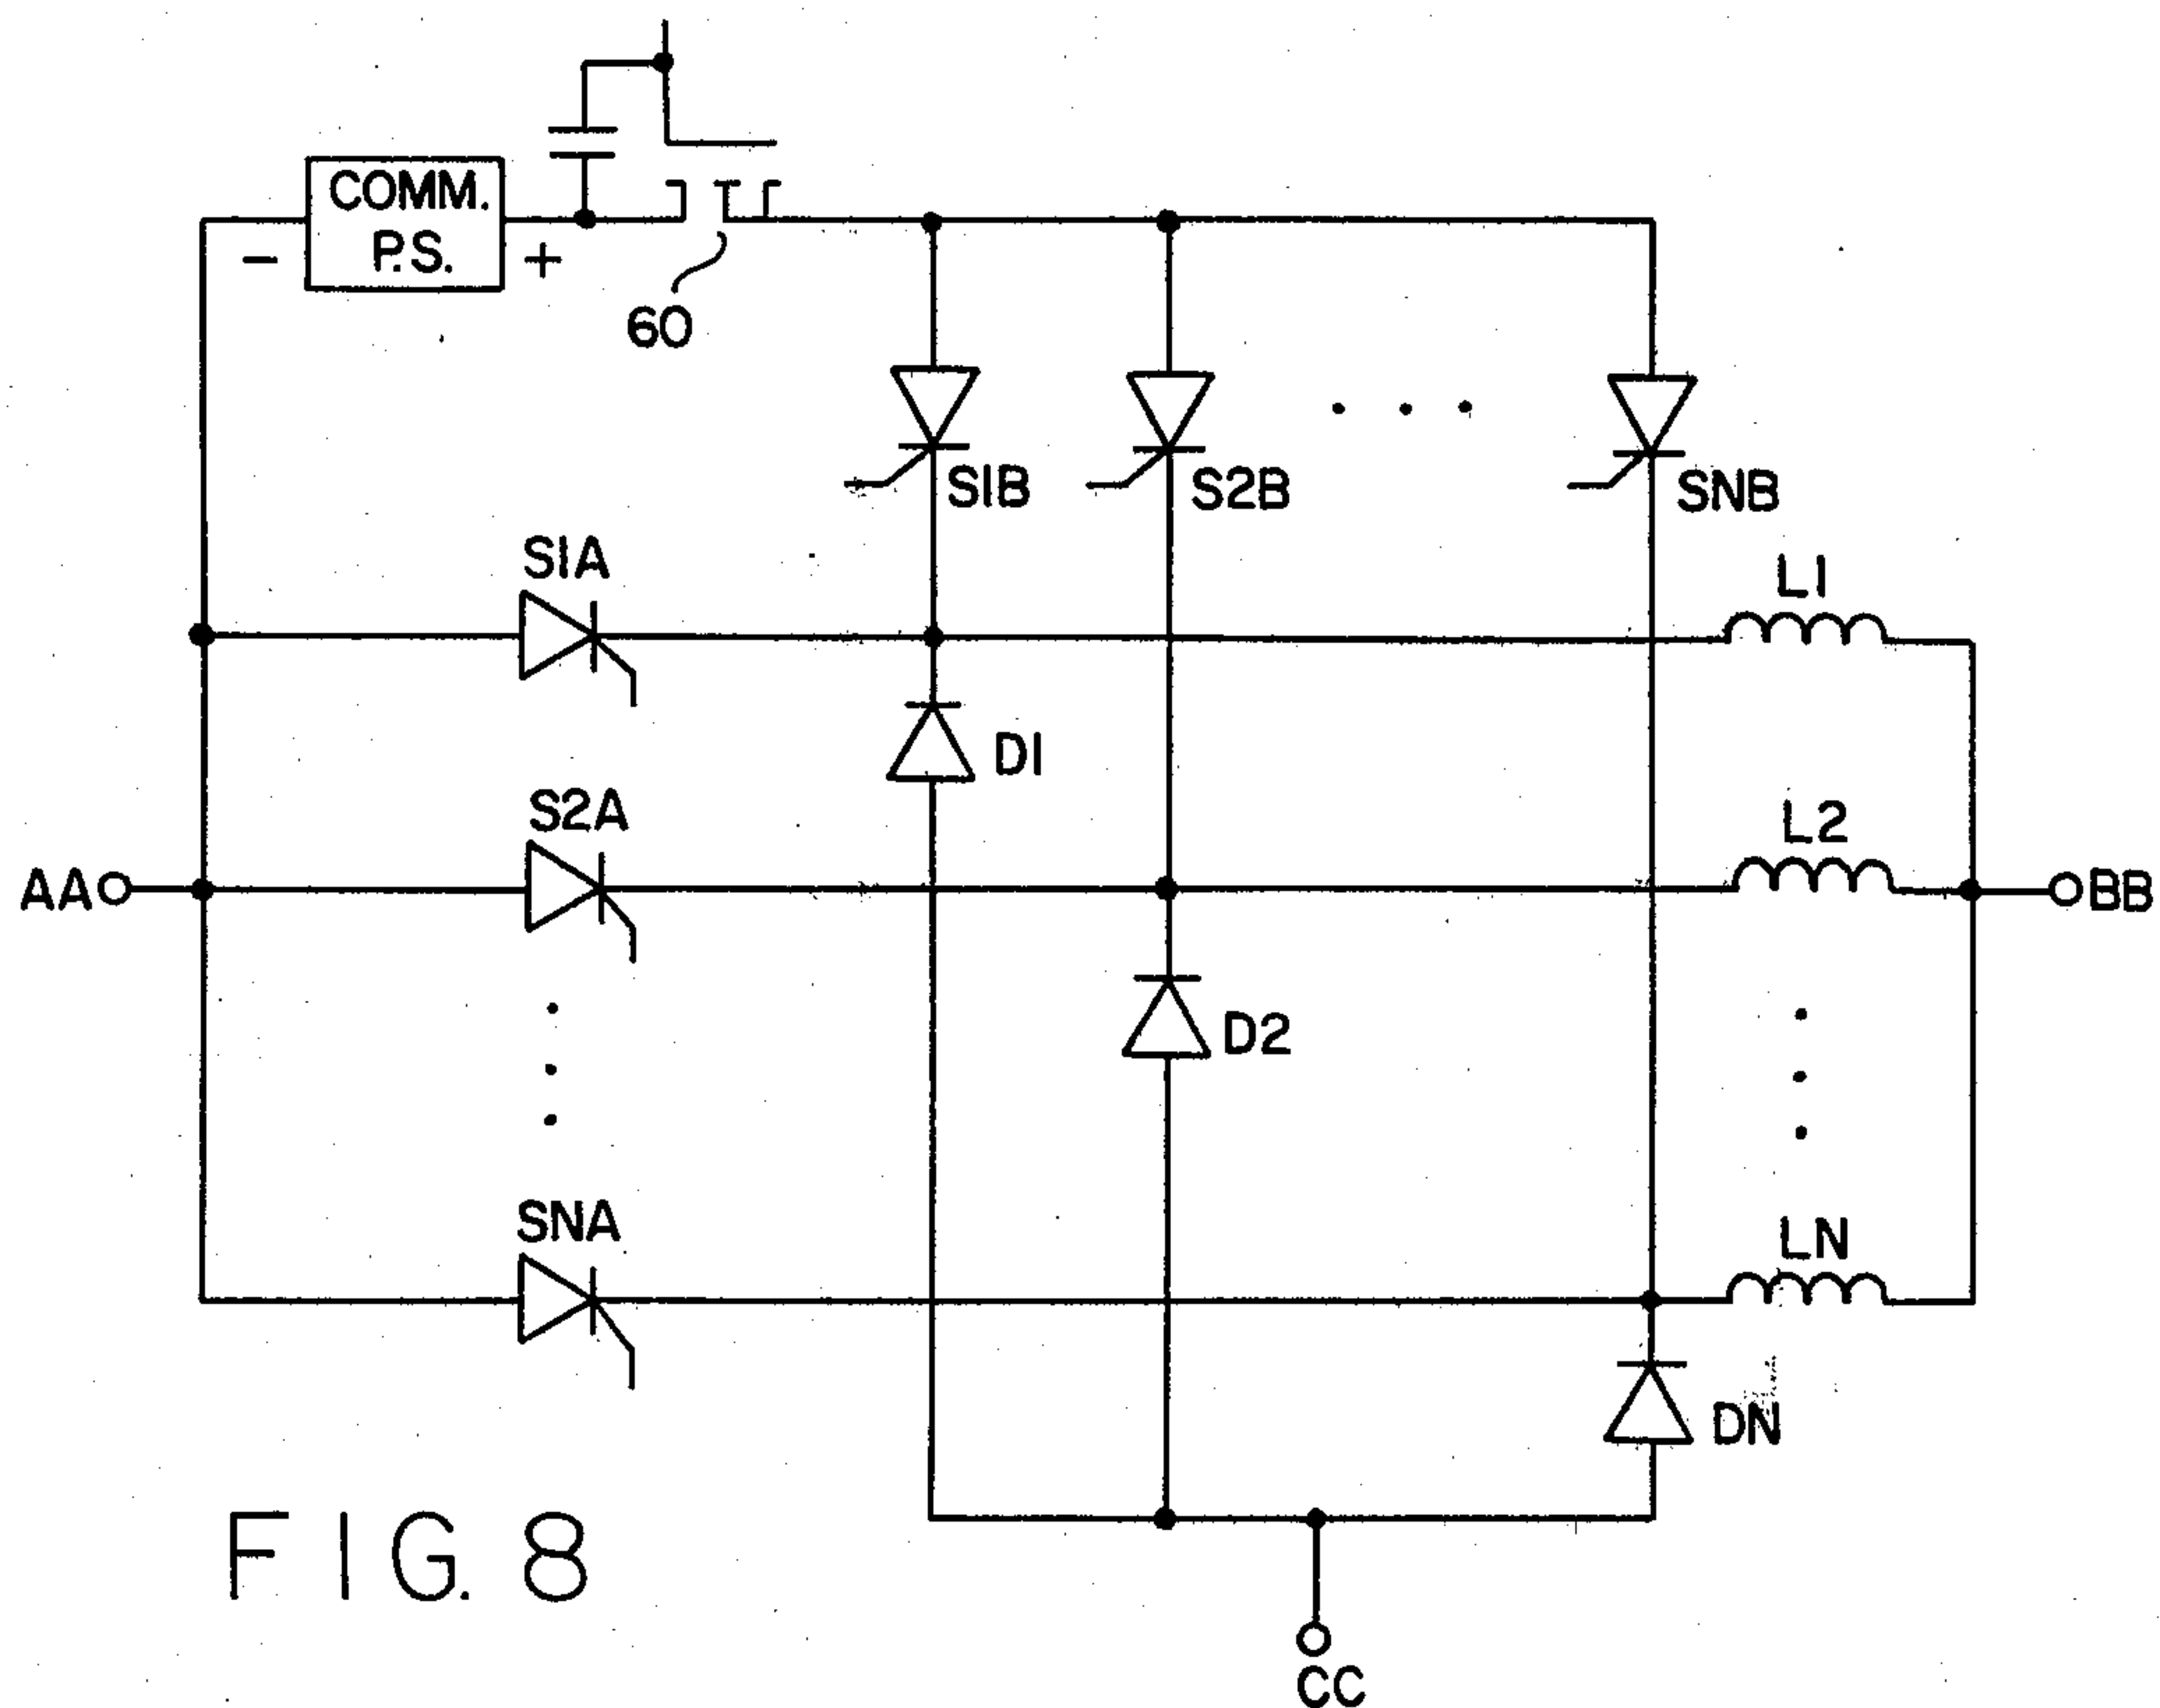 COMM.
P.S.
-
+
60
S1B
S2B
SNB
S1A
L1
D1
S2A
L2
AA
BB
D2
SNA
LN
DN
FIG. 8
CC